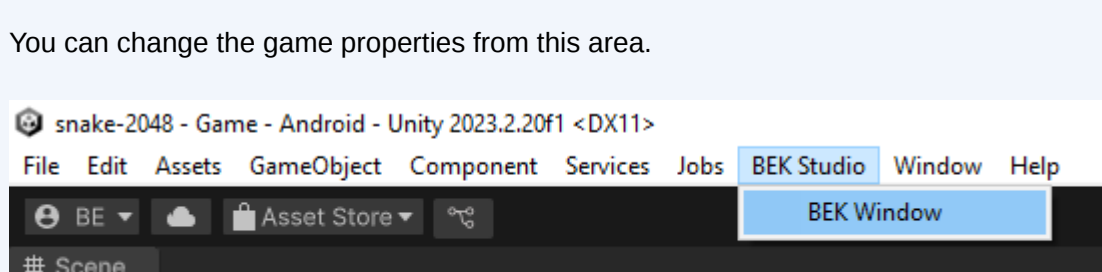 You can change the game properties from this area.
snake-2048 - Game - Android - Unity 2023.2.20f1 <DX11>
File Edit Assets GameObject Component Services Jobs BEK Studio Window Help
BE Asset Store
BEK Window
# Scene